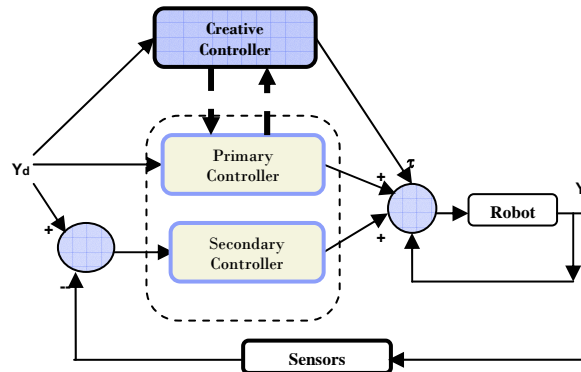 Creative
Controller
τ
Yd
Primary
Controller
+
Y
+
Robot
+
Secondary
Controller
+
--
Sensors